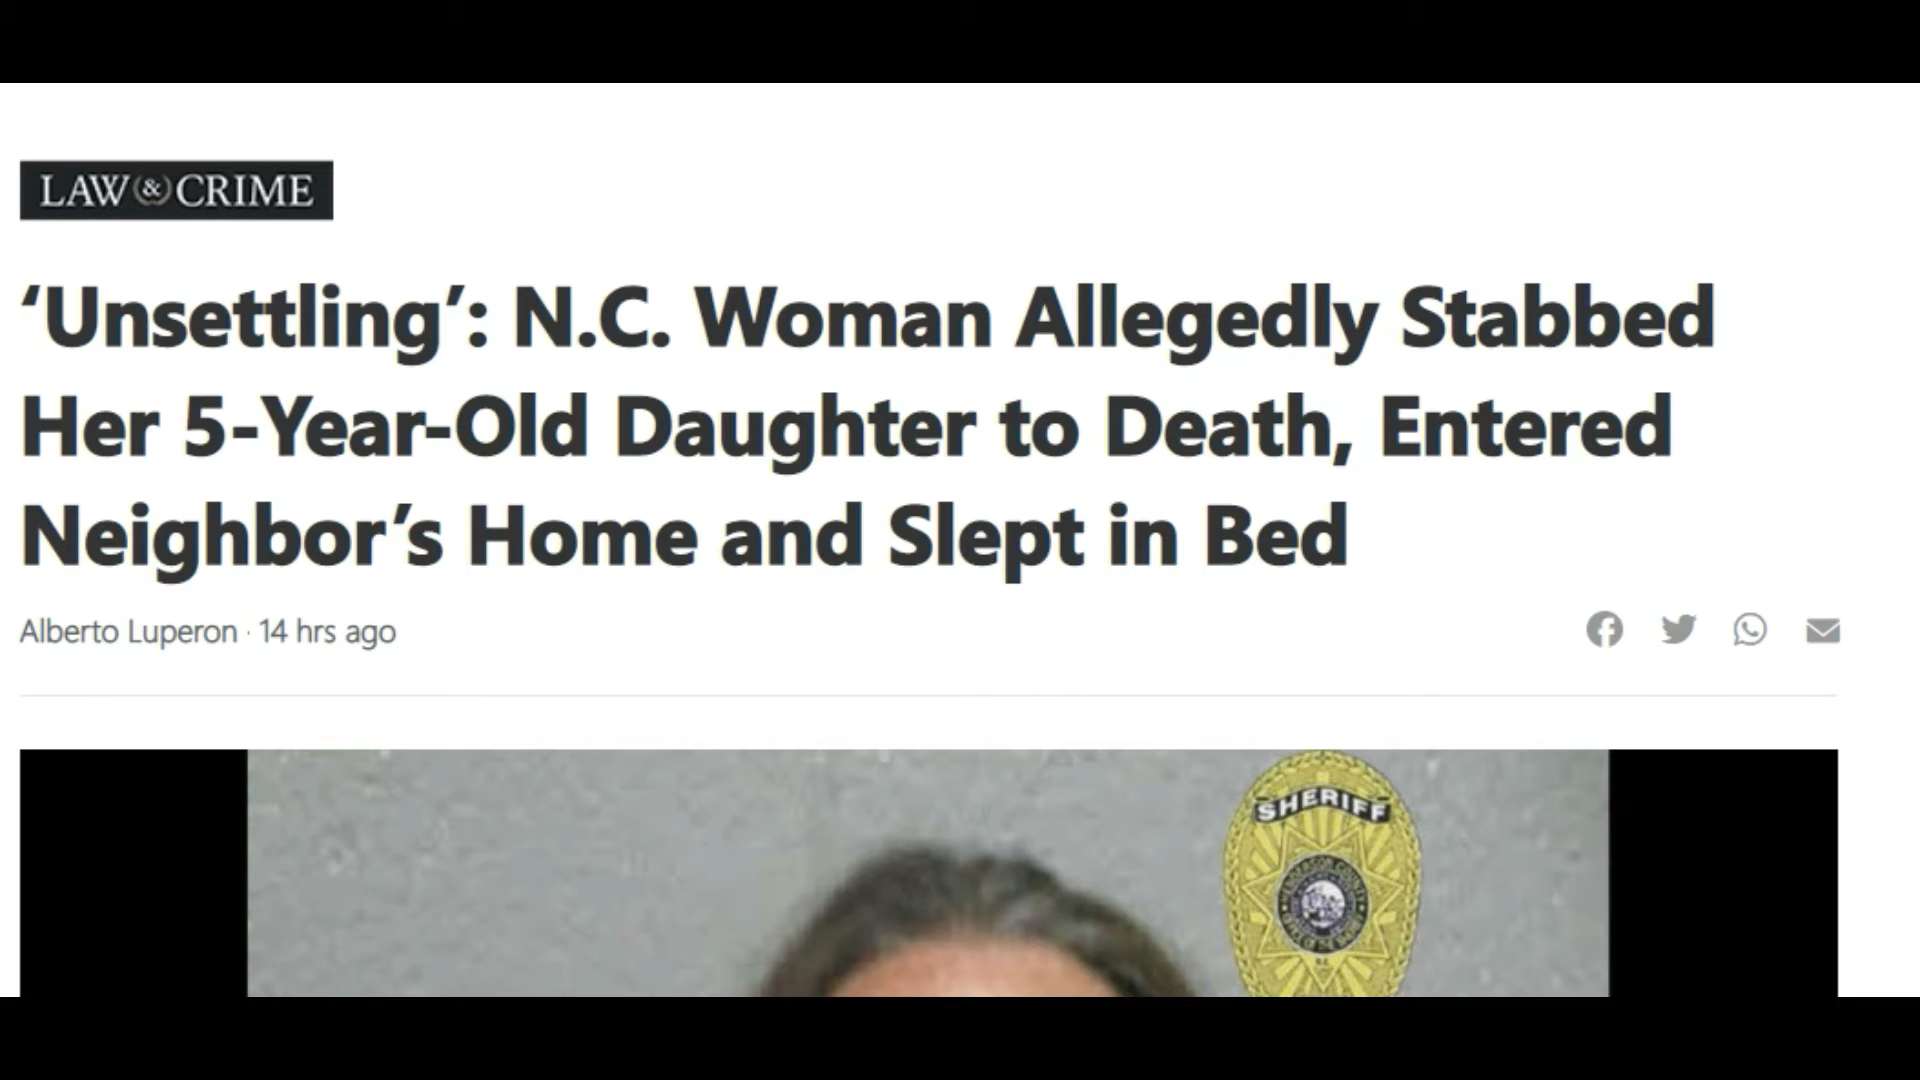 LAW & CRIME
‘Unsettling’: N.C. Woman Allegedly Stabbed
Her 5-Year-Old Daughter to Death, Entered
Neighbor’s Home and Slept in Bed
Alberto Luperon · 14 hrs ago
SHERIFF